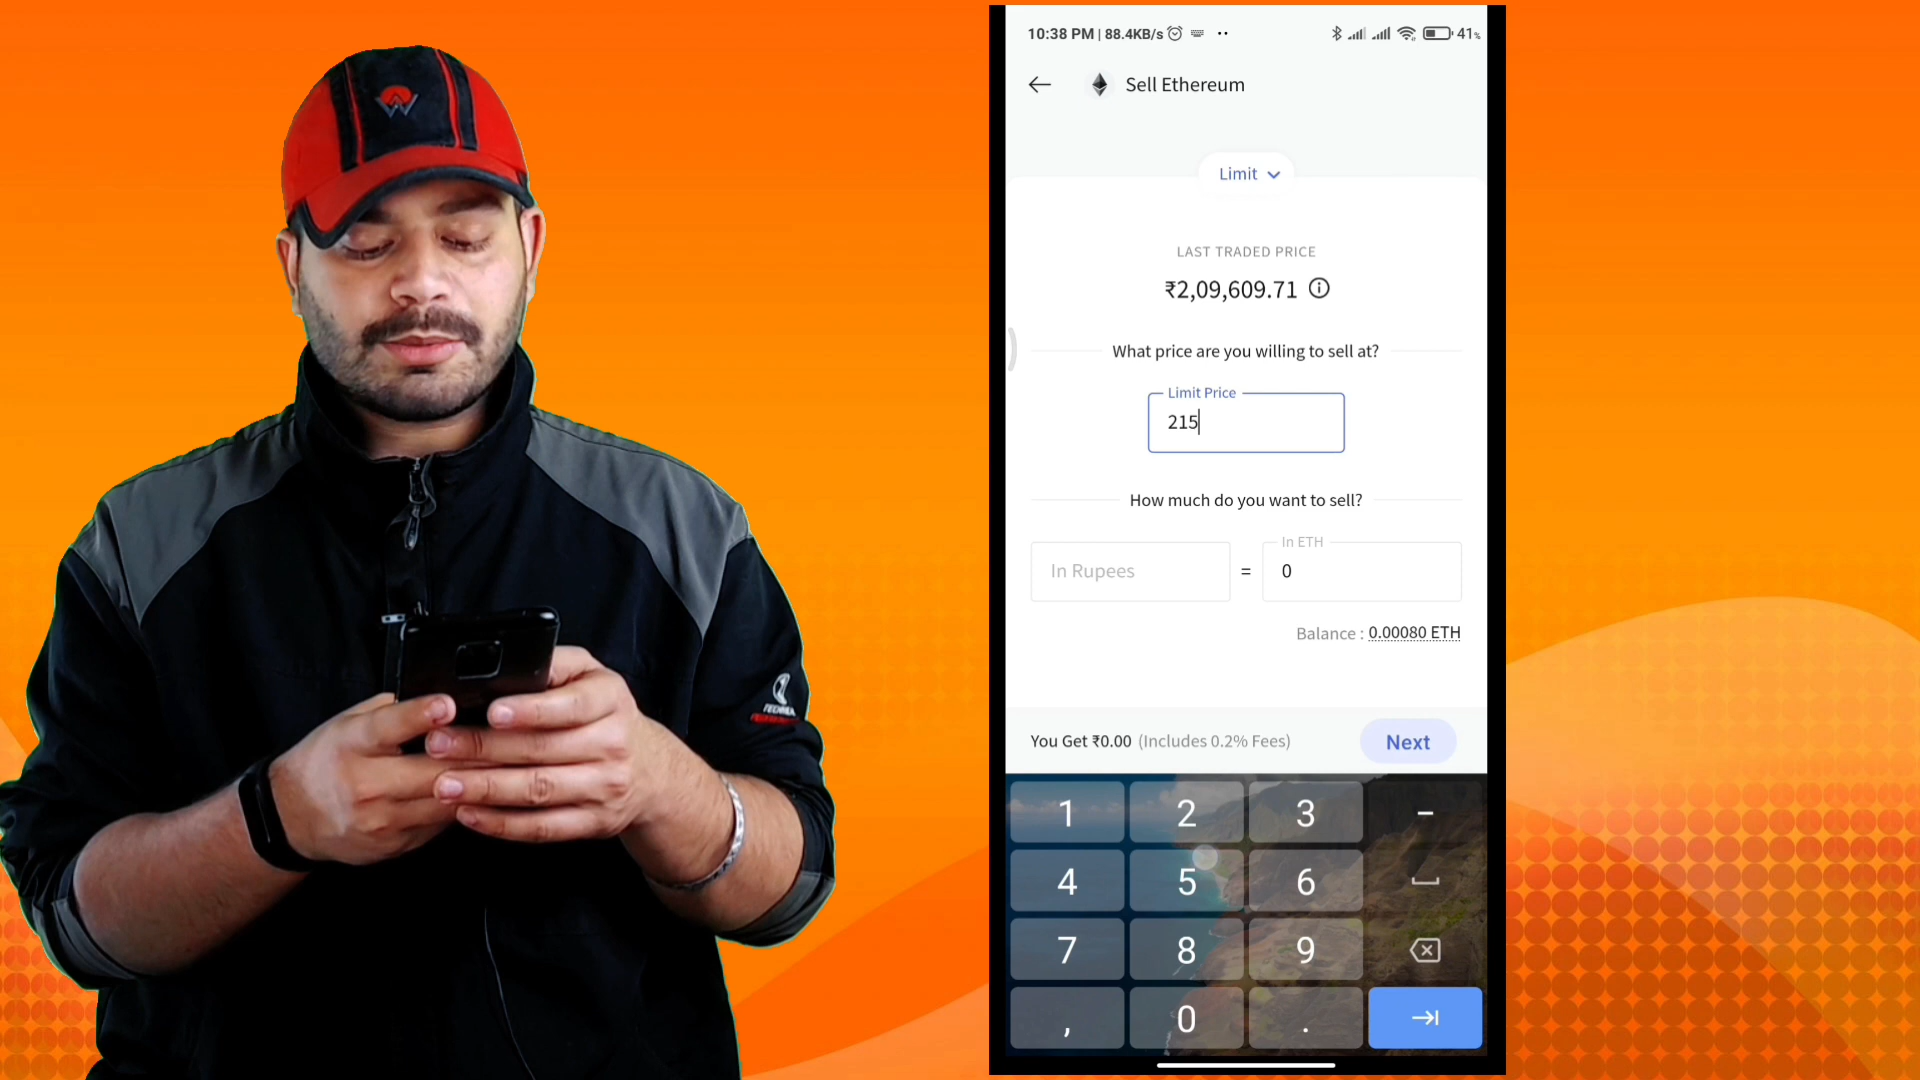 10:38 PM | 88.4KB/s
41%
Sell Ethereum
Limit
LAST TRADED PRICE
₹2,09,609.71
What price are you willing to sell at?
Limit Price
215
How much do you want to sell?
In Rupees
=
In ETH
0
Balance : 0.00080 ETH
You Get ₹0.00 (Includes 0.2% Fees)
Next
1 2 3 -
4 5 6
7 8 9
, 0 .